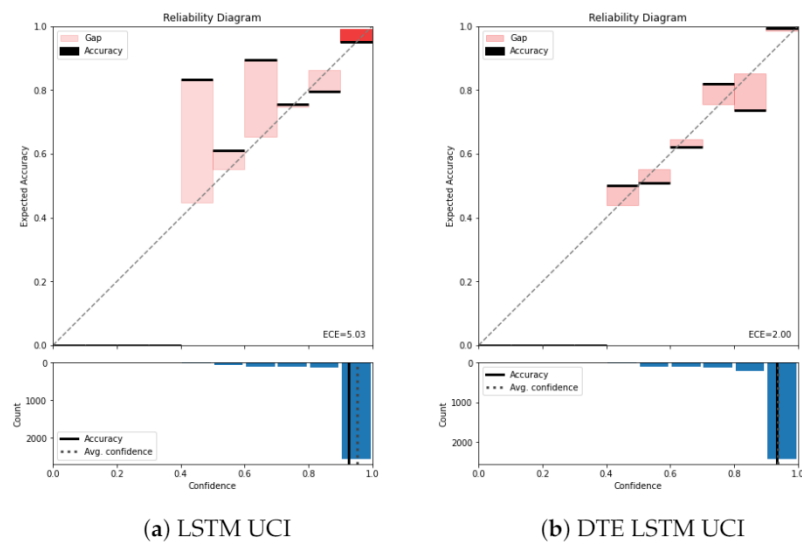 Reliability Diagram
Gap
Accuracy
1.0
0.8
0.6
0.4
0.2
0.0
Expected Accuracy
ECE=5.03
0
1000
2000
Count
Accuracy
Avg. confidence
0.0 0.2 0.4 0.6 0.8 1.0
Confidence
(a) LSTM UCI
Reliability Diagram
Gap
Accuracy
1.0
0.8
0.6
0.4
0.2
0.0
Expected Accuracy
ECE=2.00
0
1000
2000
Count
Accuracy
Avg. confidence
0.0 0.2 0.4 0.6 0.8 1.0
Confidence
(b) DTE LSTM UCI